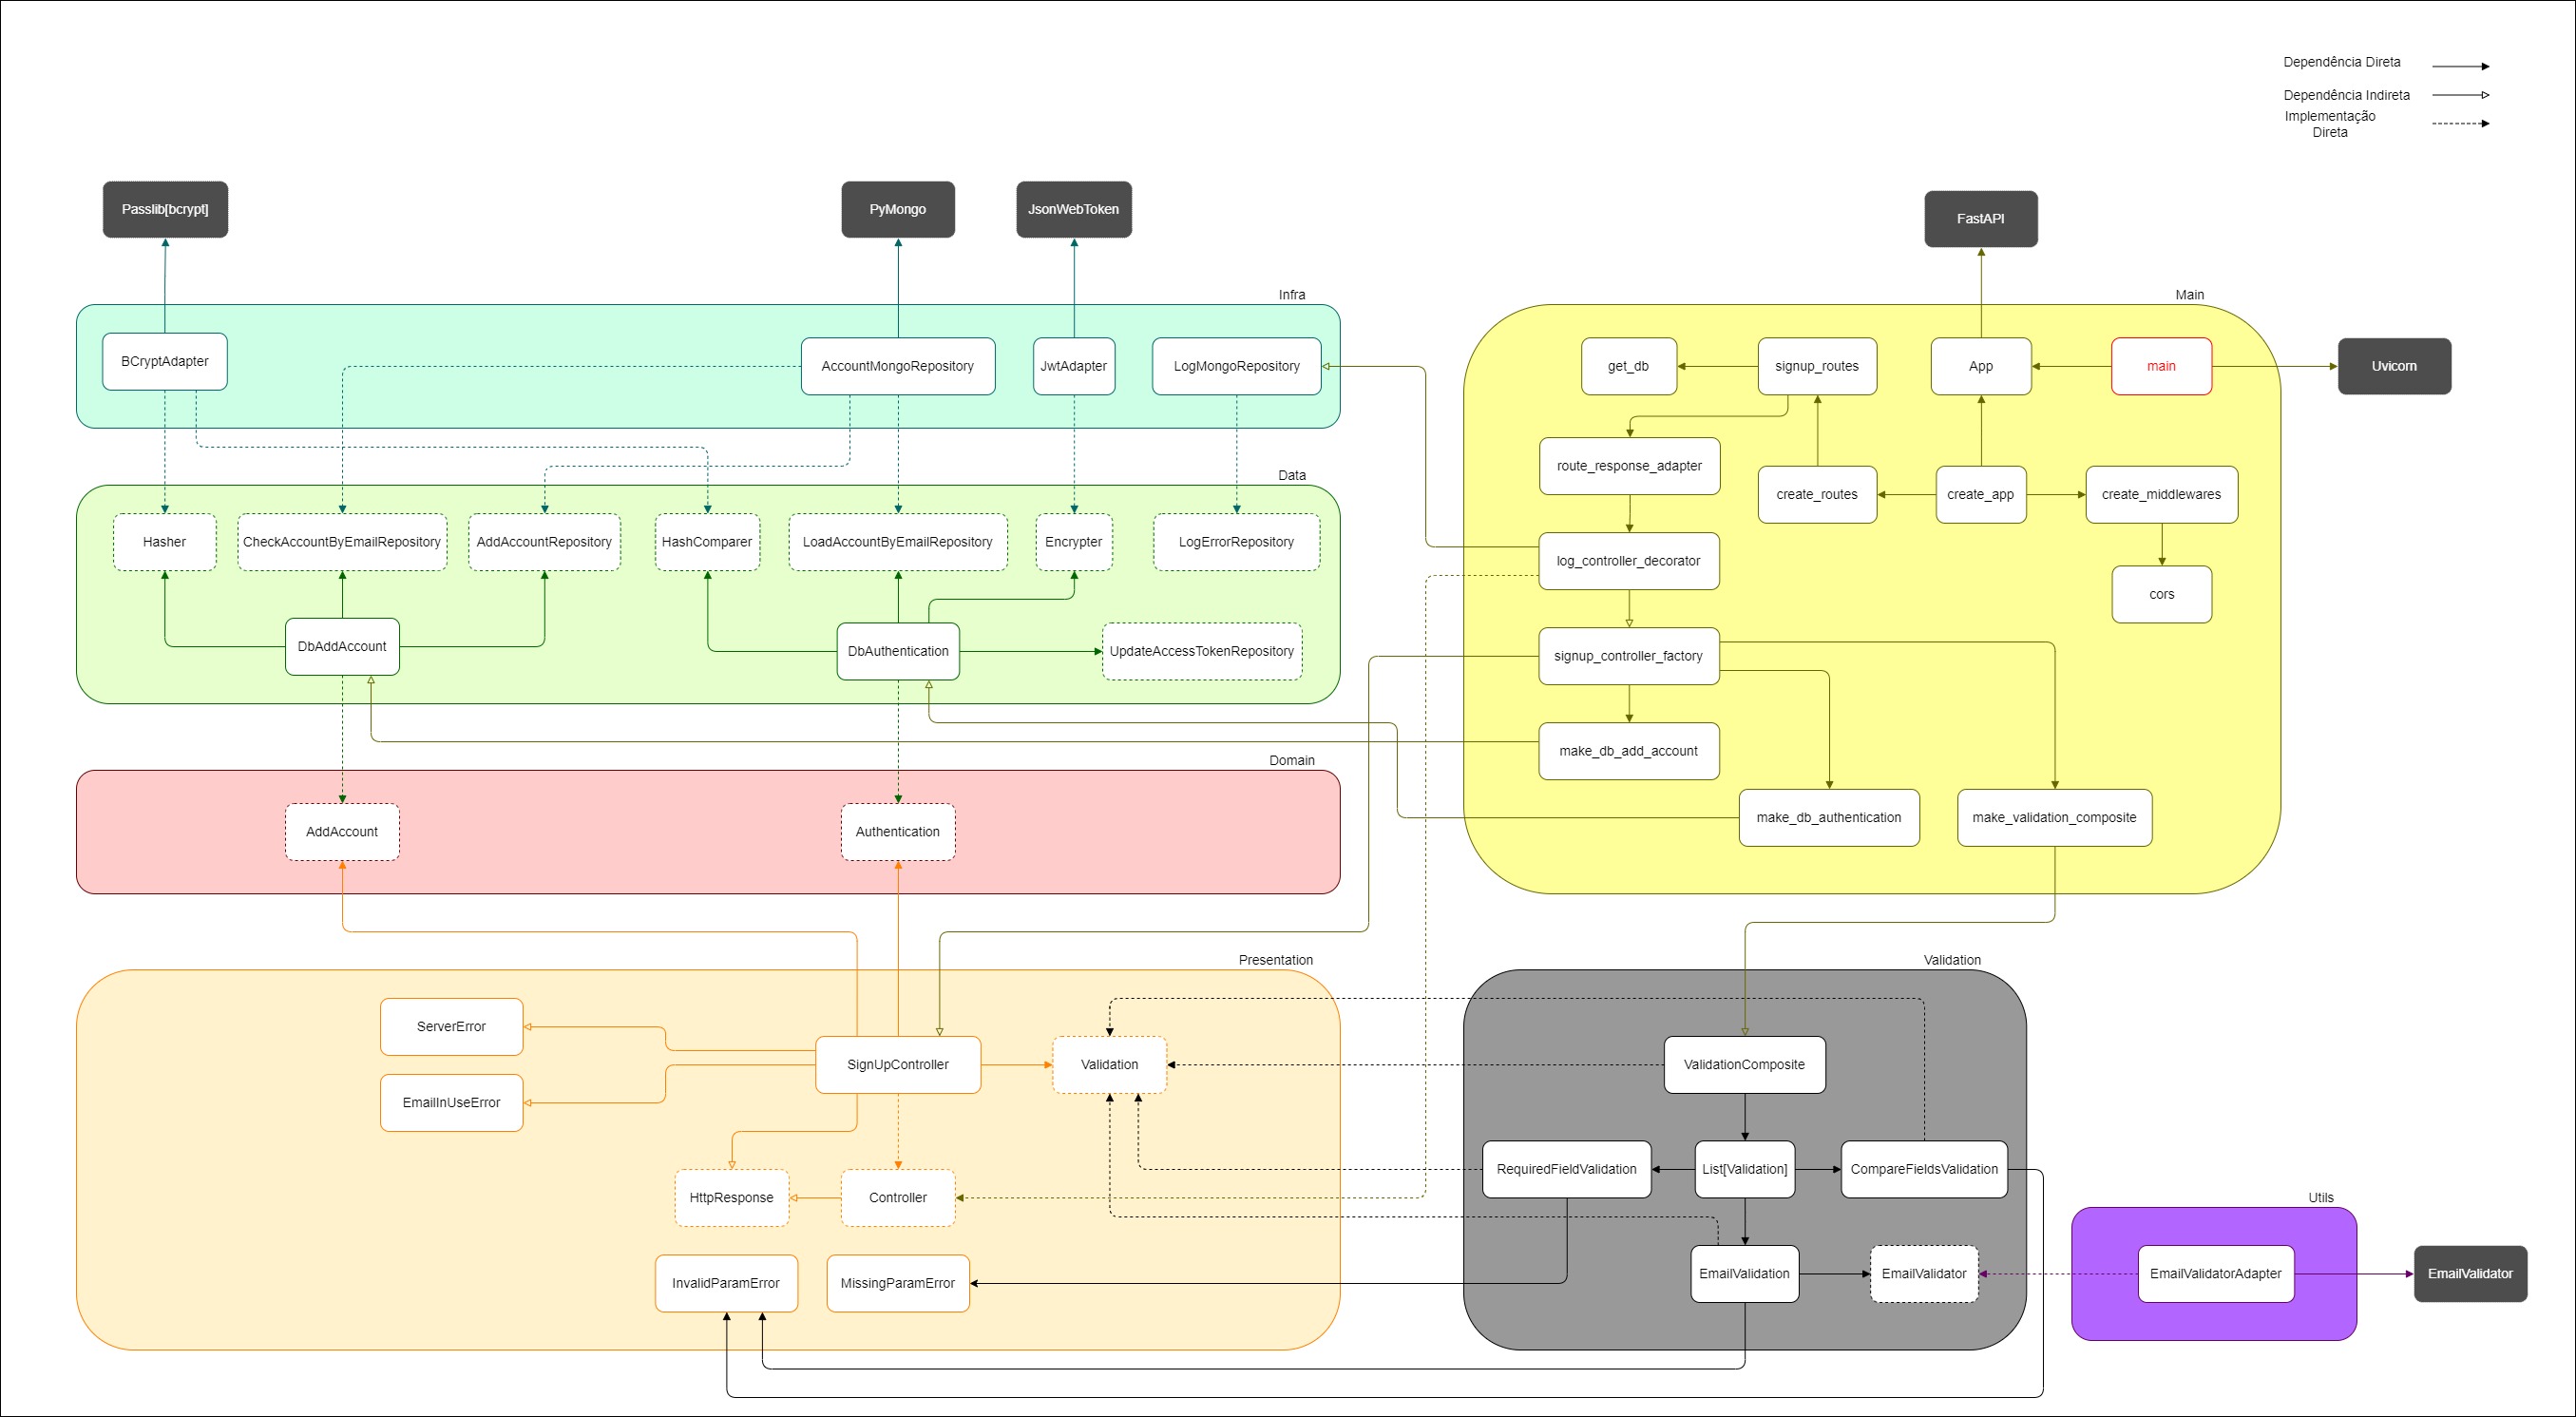 Dependência Direta
Dependência Indireta
Implementação
Direta
Passlib[bcrypt]
PyMongo
JsonWebToken
FastAPI
Infra
Main
BCryptAdapter
AccountMongoRepository
JwtAdapter
LogMongoRepository
get_db
signup_routes
App
main
Uvicorn
route_response_adapter
Data
create_routes
create_app
create_middlewares
Hasher
CheckAccountByEmailRepository
AddAccountRepository
HashComparer
LoadAccountByEmailRepository
Encrypter
LogErrorRepository
log_controller_decorator
cors
DbAddAccount
DbAuthentication
UpdateAccessTokenRepository
signup_controller_factory
make_db_add_account
Domain
AddAccount
Authentication
make_db_authentication
make_validation_composite
Presentation
Validation
ServerError
SignUpController
Validation
ValidationComposite
EmailInUseError
RequiredFieldValidation
List[Validation]
CompareFieldsValidation
HttpResponse
Controller
Utils
InvalidParamError
MissingParamError
EmailValidation
EmailValidator
EmailValidatorAdapter
EmailValidator